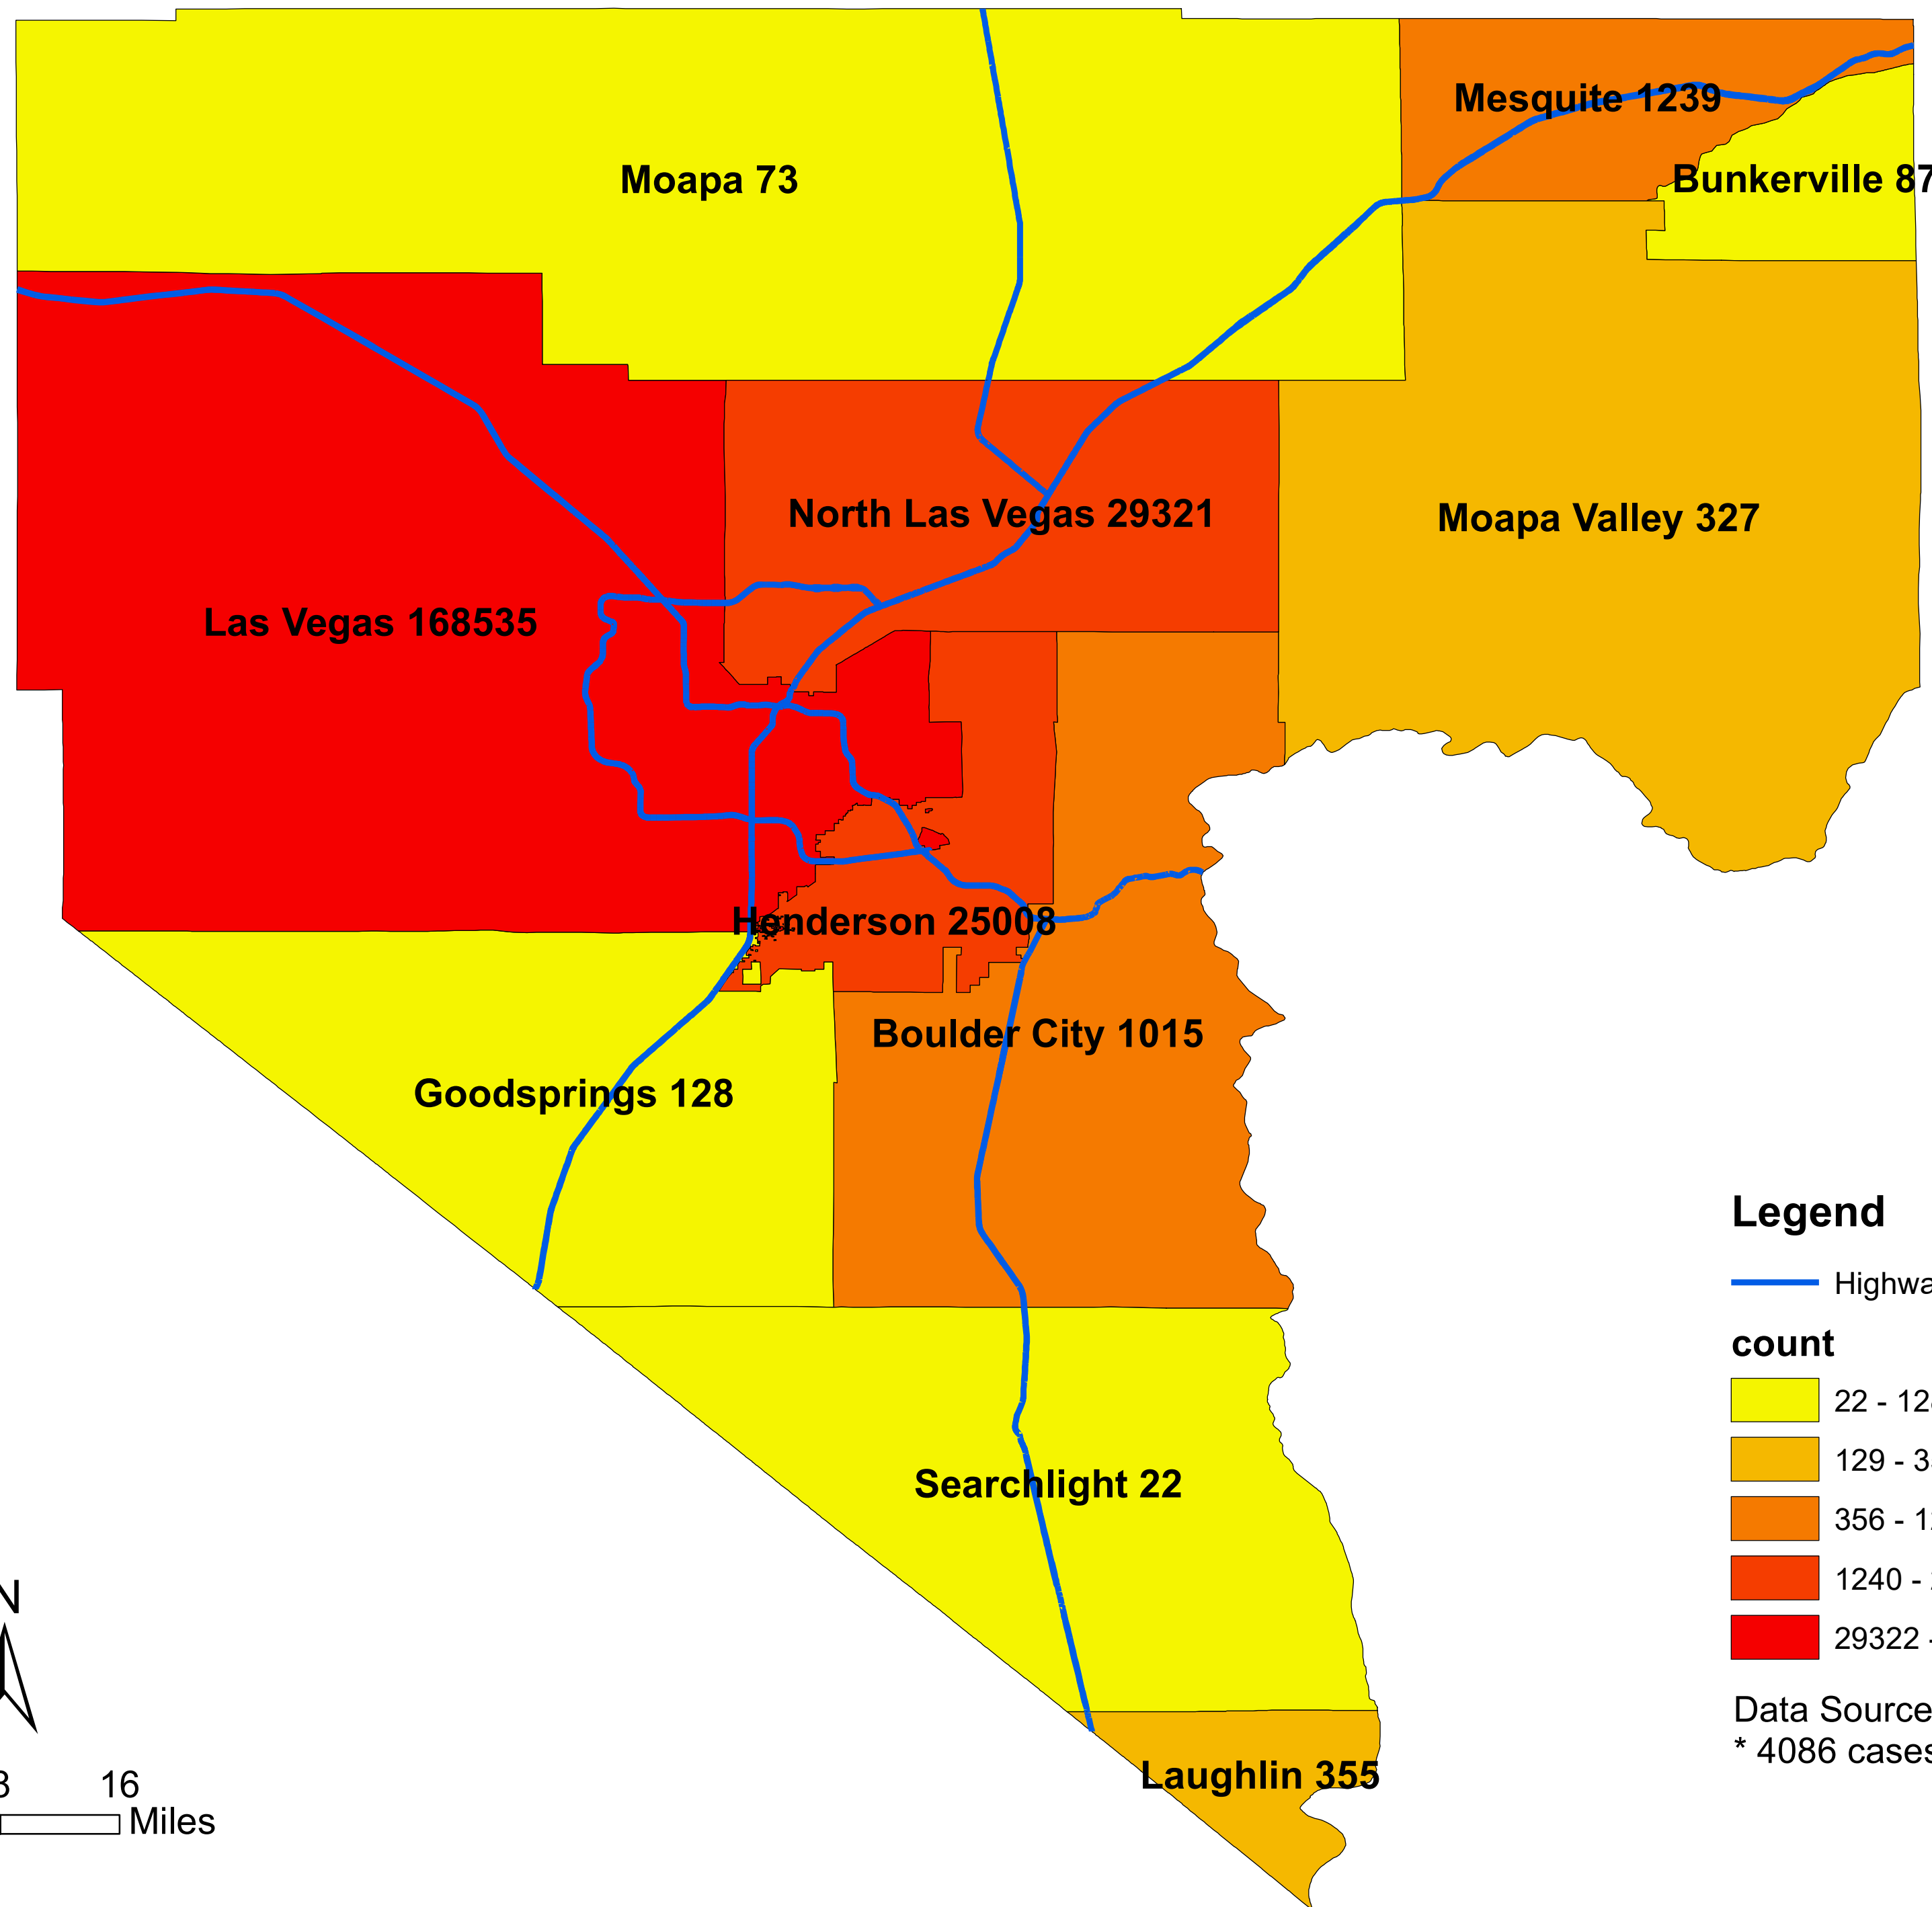 Mesquite 1239
Moapa 73
Bunkerville 87
North Las Vegas 29321
Moapa Valley 327
Las Vegas 168535
Henderson 25008
Boulder City 1015
Goodsprings 128
Searchlight 22
Laughlin 355
Legend
count
22 - 12
129 - 3
356 - 1
1240 -
29322 -
Data Source
* 4086 cases
N
16
Miles